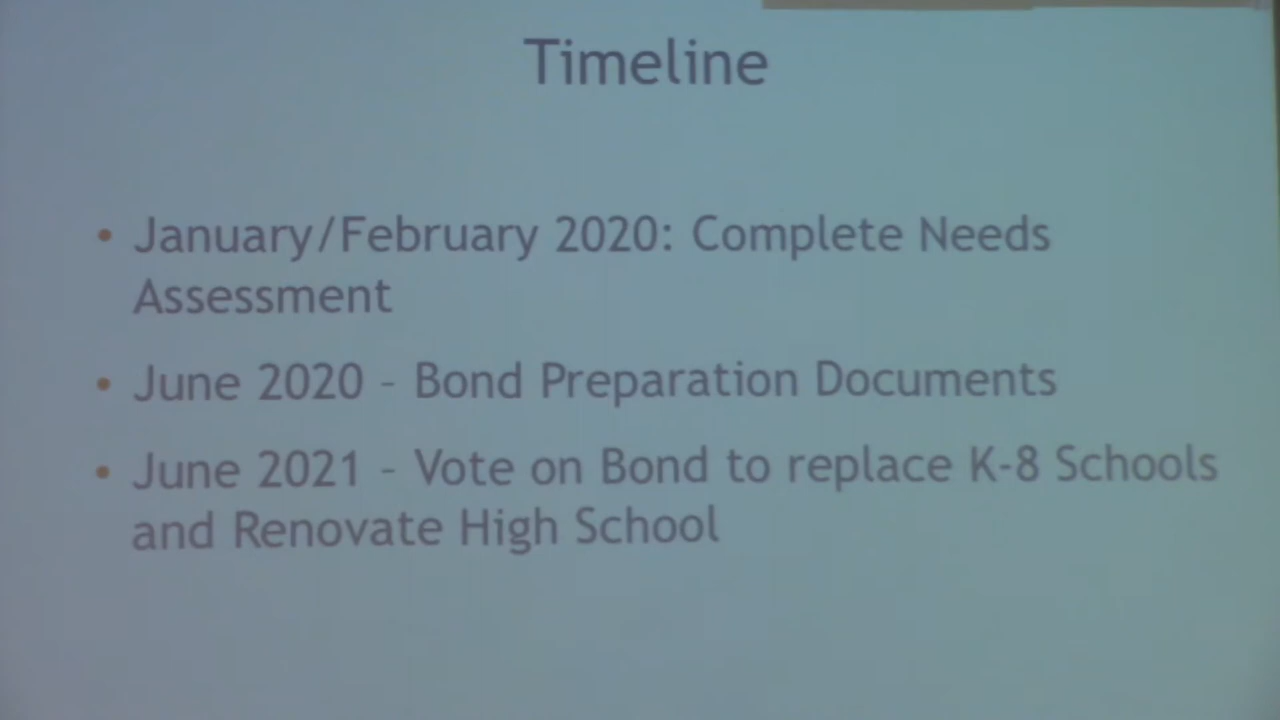 Timeline
• January/February 2020: Complete Needs
Assessment
• June 2020 – Bond Preparation Documents
• June 2021 – Vote on Bond to replace K-8 Schools
and Renovate High School